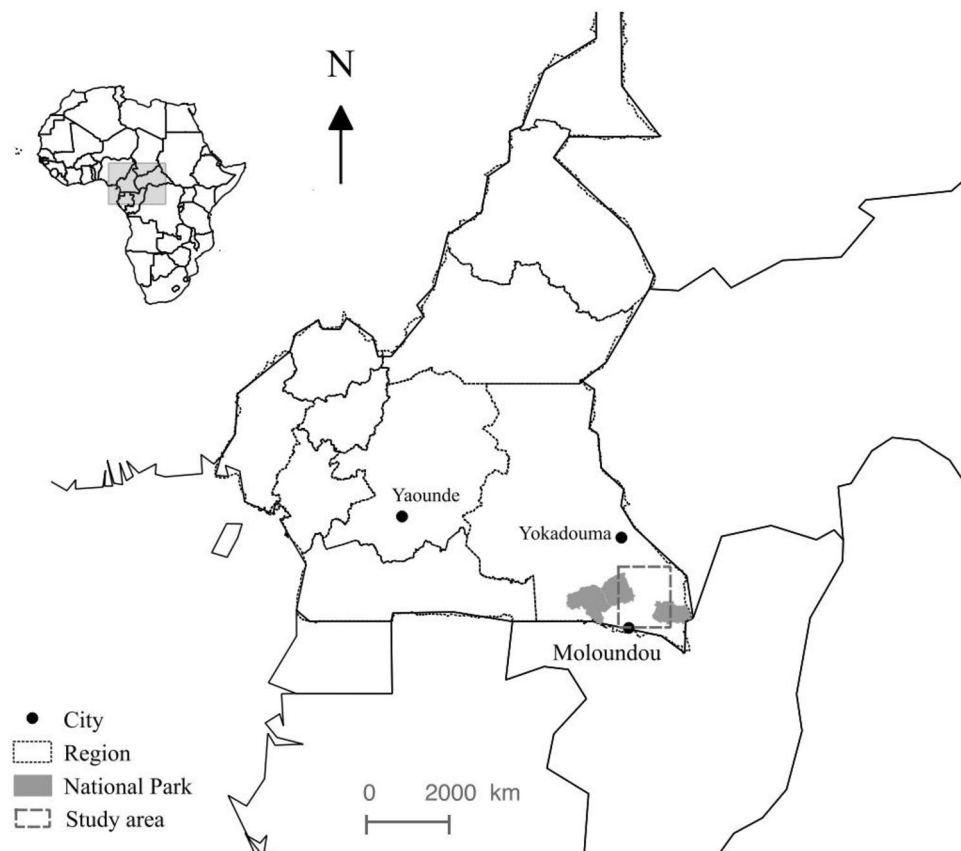 N
Yaounde
Yokadouma
Moloundou
City
Region
National Park
Study area
0 2000 km